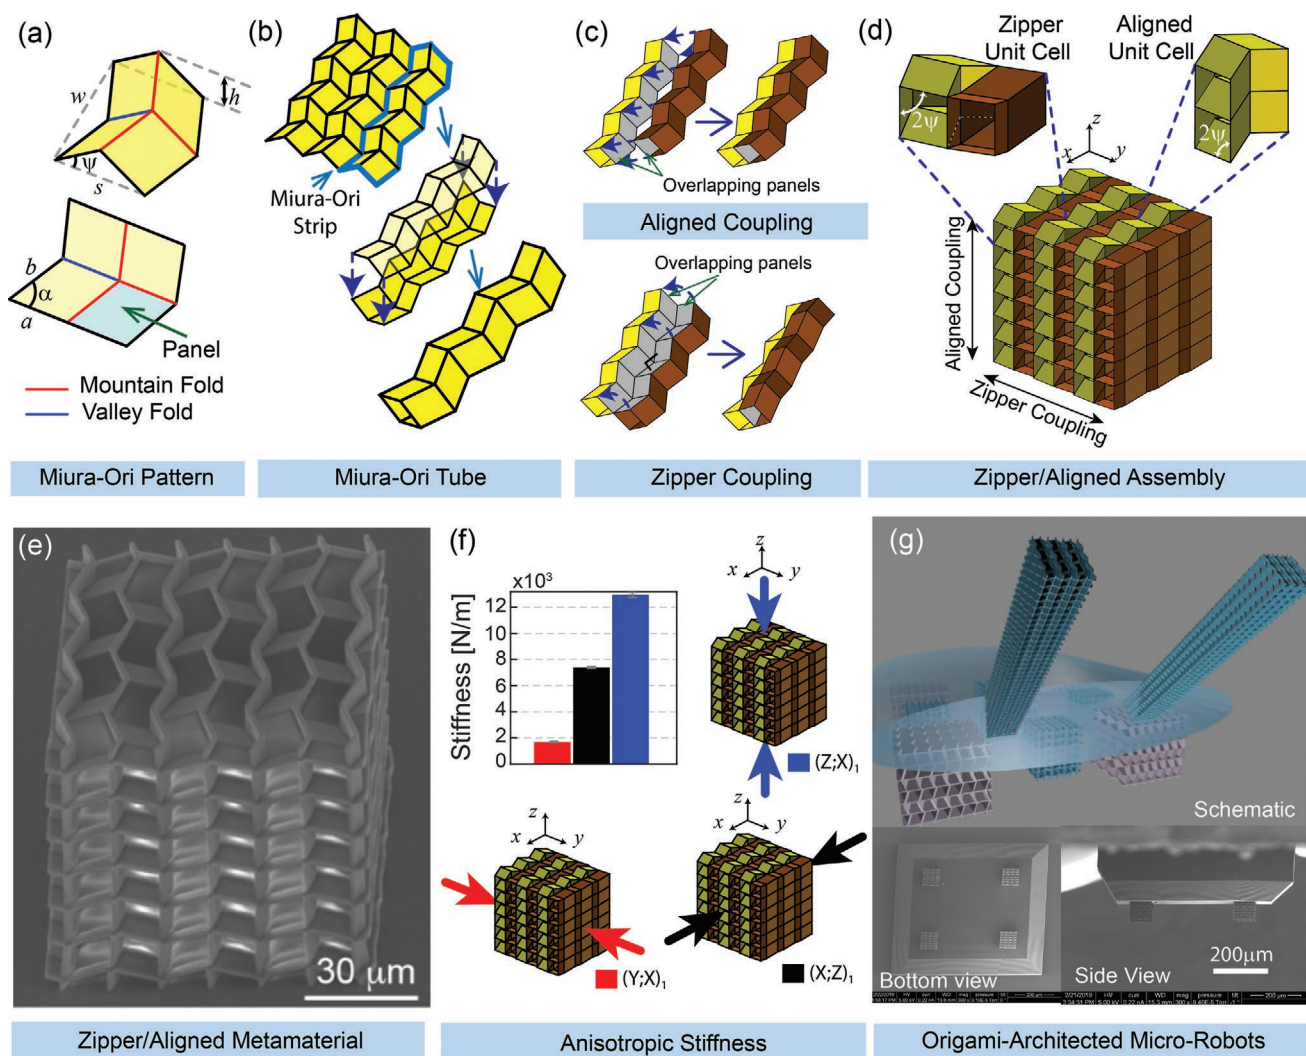 (a)
w
h
ψ
s
b
α
a
Panel
Mountain Fold
Valley Fold
Miura-Ori Pattern
(b)
Miura-Ori
Strip
Miura-Ori Tube
(c)
Overlapping panels
Aligned Coupling
Overlapping panels
Zipper Coupling
(d)
Zipper
Unit Cell
Aligned
Unit Cell
2ψ
2ψ
z
x
y
Aligned Coupling
Zipper Coupling
Zipper/Aligned Assembly
(e)
30 μm
Zipper/Aligned Metamaterial
(f)
x10³
Stiffness [N/m]
12
10
8
6
4
2
0
z
x
y
(Z;X)₁
z
x
y
(Y;X)₁
z
x
y
(X;Z)₁
Anisotropic Stiffness
(g)
Schematic
Bottom view
Side View
200μm
Origami-Architected Micro-Robots